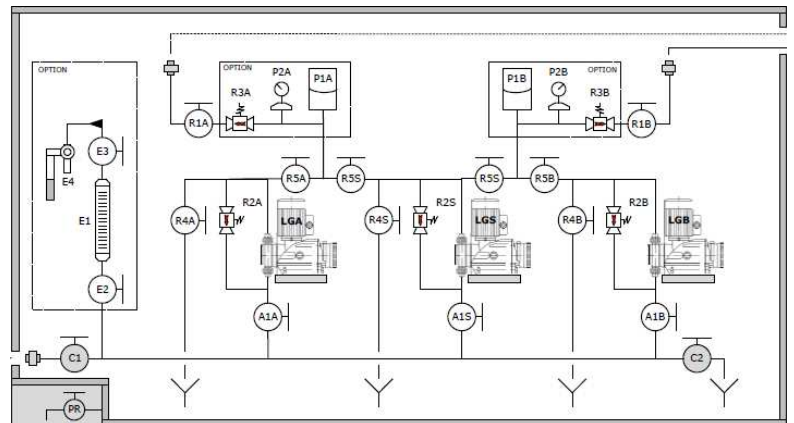 OPTION
E3
E4
E1
E2
OPTION
P2A
P1A
R3A
R1A
P1B
P2B
OPTION
R3B
R1B
R5A
R5S
R5S
R5B
R4A
R2A
LGA
R4S
R2S
LGS
R4B
R2B
LGB
A1A
A1S
A1B
C1
C2
PR